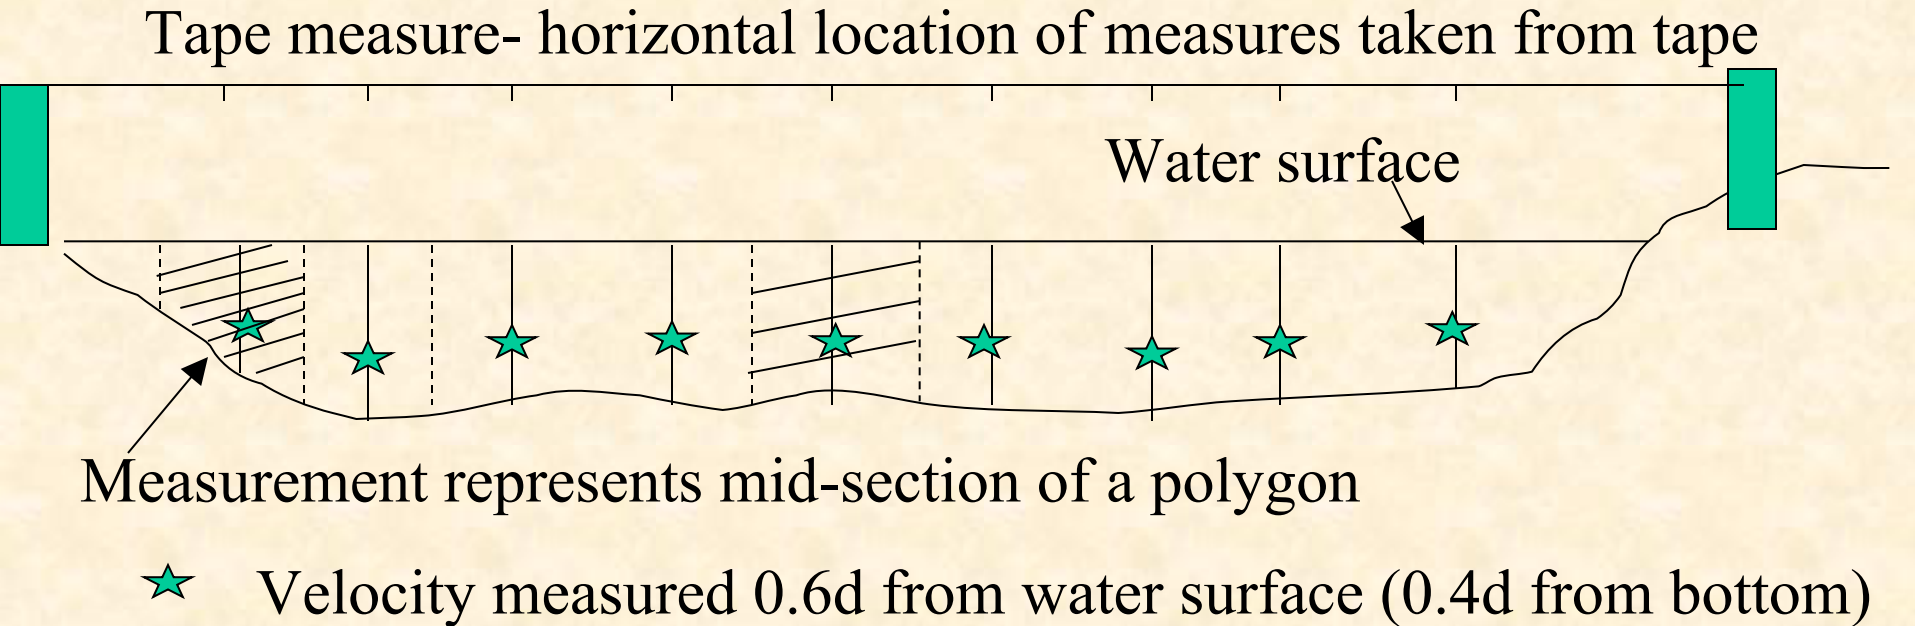 Tape measure- horizontal location of measures taken from tape
Water surface
Measurement represents mid-section of a polygon
Velocity measured 0.6d from water surface (0.4d from bottom)